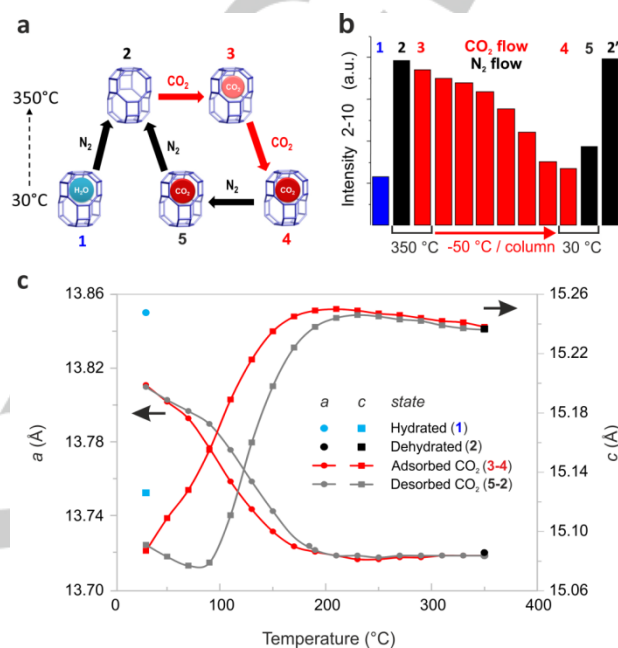 a
2
3
CO₂
CO₂
350°C
N₂
N₂
CO₂
N₂
30°C
H₂O
CO₂
CO₂
1
5
4
b
1 2 3 CO₂ flow 4 5 2'
N₂ flow
Intensity 2-10 (a.u.)
350 °C -50 °C / column 30 °C
c
13.86
13.82
13.78
13.74
13.70
a (Å)
15.26
15.22
15.18
15.14
15.10
15.06
c (Å)
a c state
Hydrated (1)
Dehydrated (2)
Adsorbed CO₂ (3-4)
Desorbed CO₂ (5-2)
0 100 200 300 400
Temperature (°C)